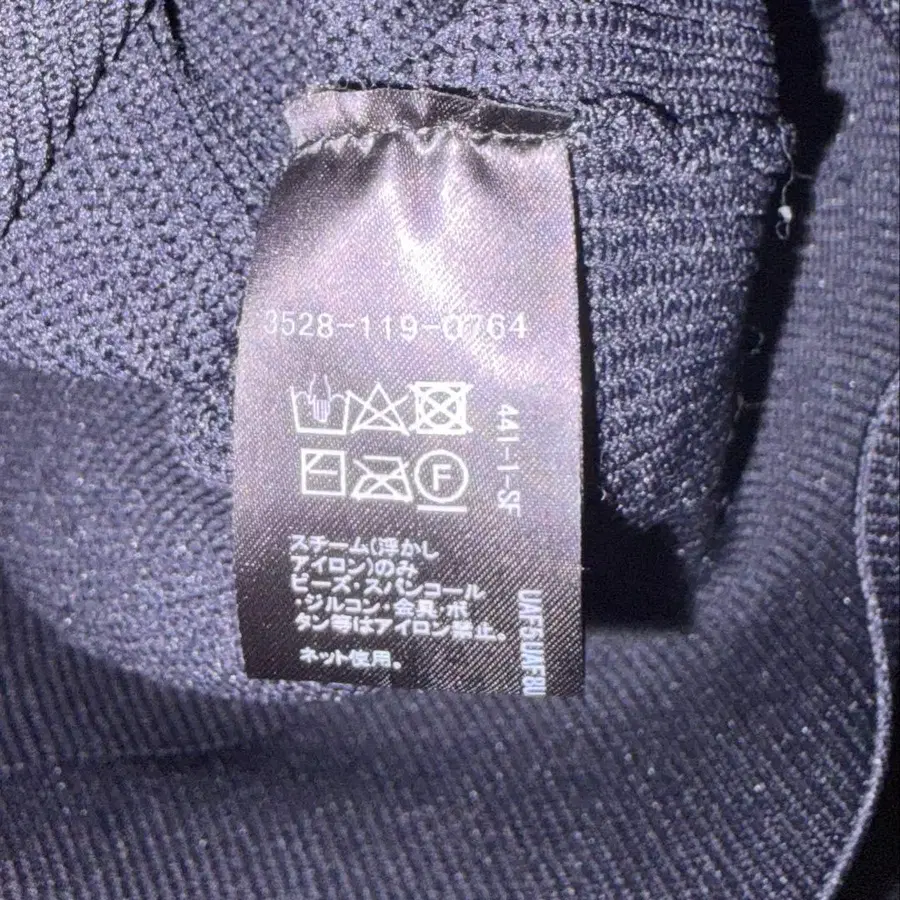 3528-119-0764
441-1-SF
F
スチーム(浮かし
アイロン)のみ
ビーズ・スパンコール
・ジルコン・金具・ボ
タン等はアイロン禁止。
ネット使用。